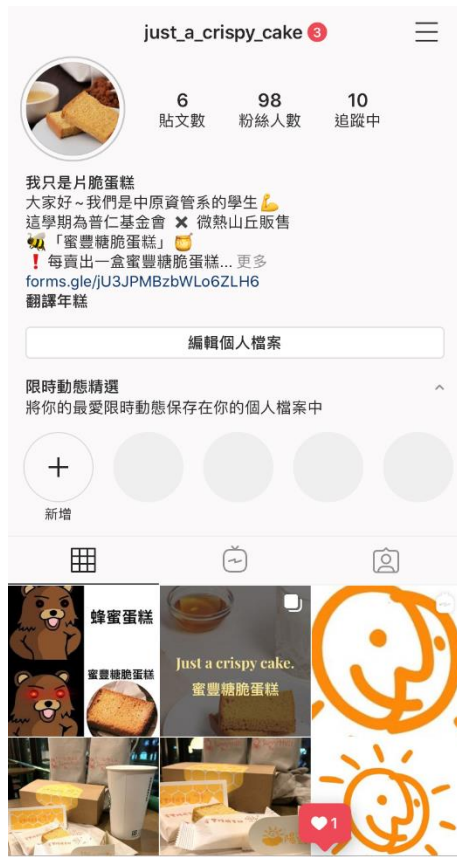 just_a_crispy_cake 3
6 98 10
貼文數 粉絲人數 追蹤中
我只是片脆蛋糕
大家好~我們是中原資管系的
學生💪
這學期為普仁基金會 ✖ 微熱山丘販售
🐝「蜜豐糖脆蛋糕」🍯
❗每賣出一盒蜜豐糖脆蛋糕... 更多
forms.gle/jU3JPMBzbWLo6ZLH6
翻譯年糕
編輯個人檔案
限時動態精選
將你的最愛限時動態保存在你的個人檔案中
新增
蜂蜜蛋糕
蜜豐糖脆蛋糕
Just a crispy cake.
蜜豐糖脆蛋糕
1